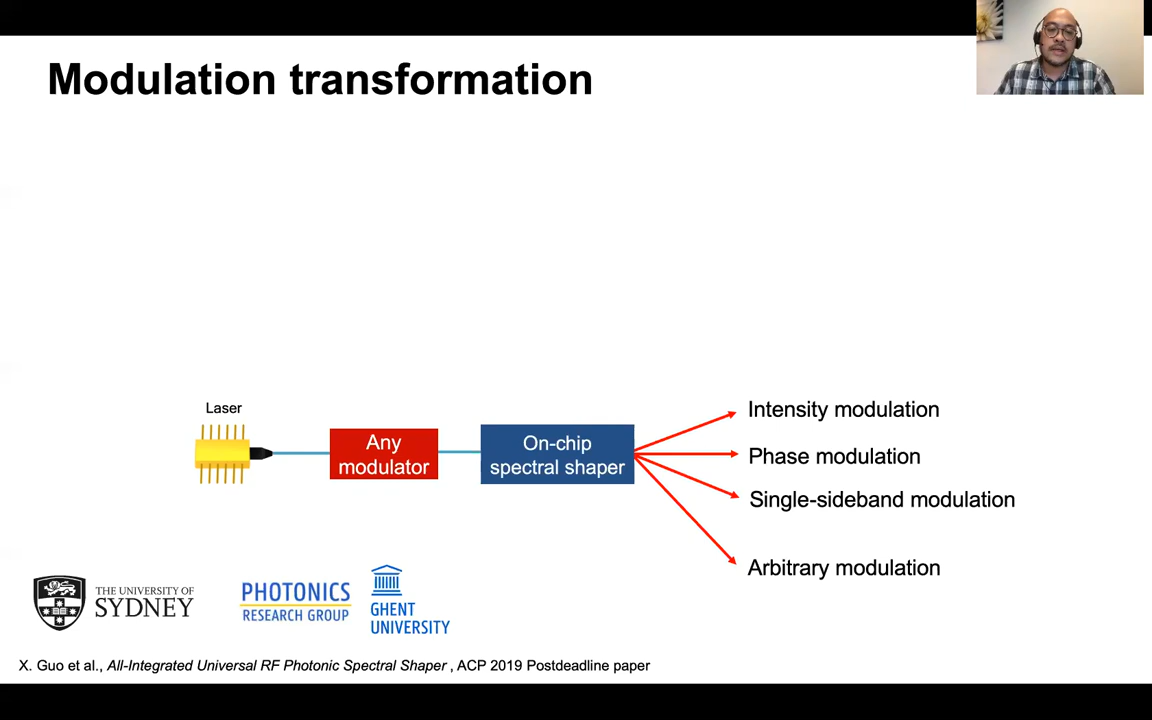 Modulation transformation
Laser
Any
modulator
On-chip
spectral shaper
Intensity modulation
Phase modulation
Single-sideband modulation
Arbitrary modulation
THE UNIVERSITY OF
SYDNEY
PHOTONICS
RESEARCH GROUP
GHENT
UNIVERSITY
X. Guo et al., All-Integrated Universal RF Photonic Spectral Shaper , ACP 2019 Postdeadline paper